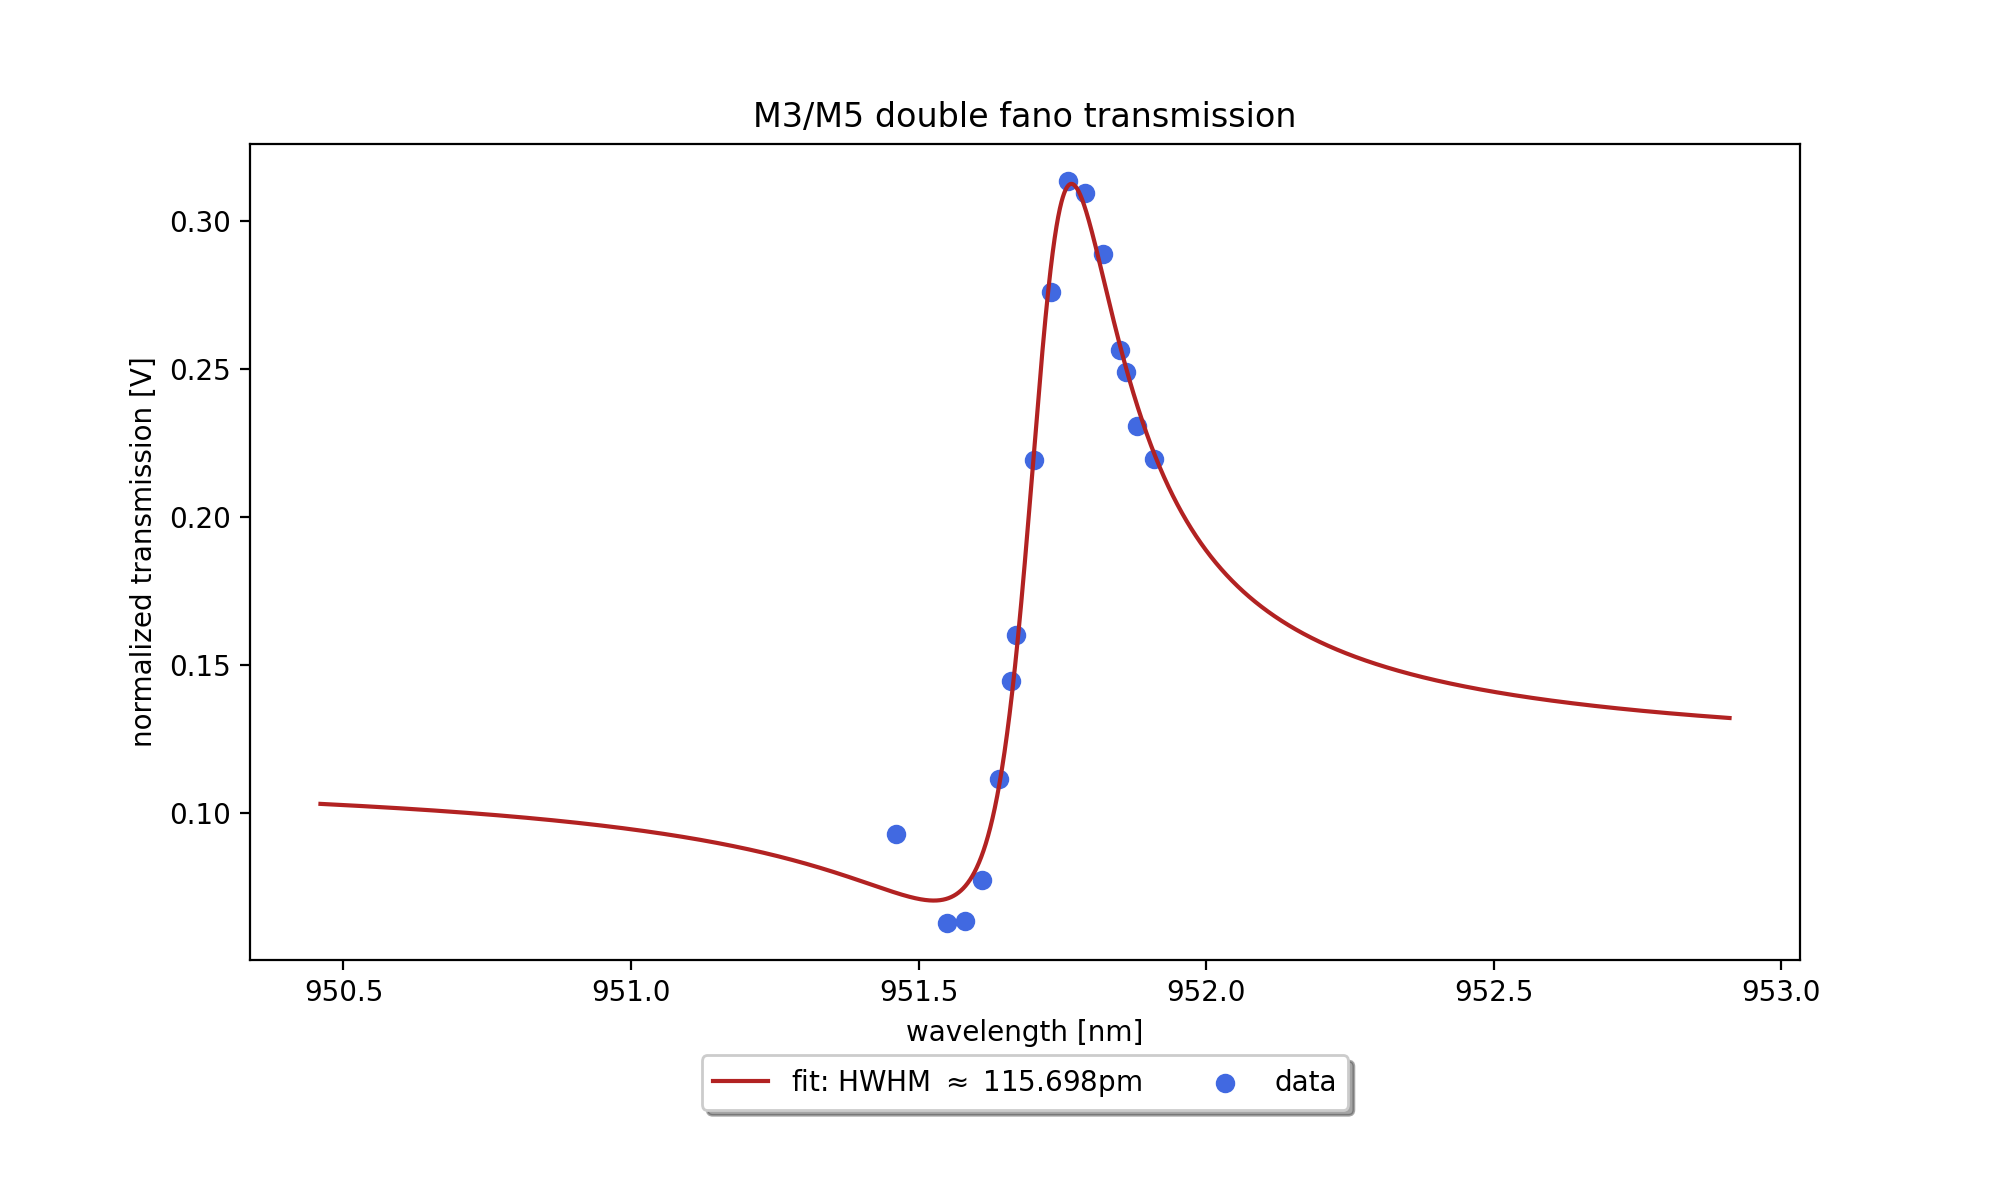 M3/M5 double fano transmission
normalized transmission [V]
0.30
0.25
0.20
0.15
0.10
950.5 951.0 951.5 952.0 952.5 953.0
wavelength [nm]
fit: HWHM ≈ 115.698pm data